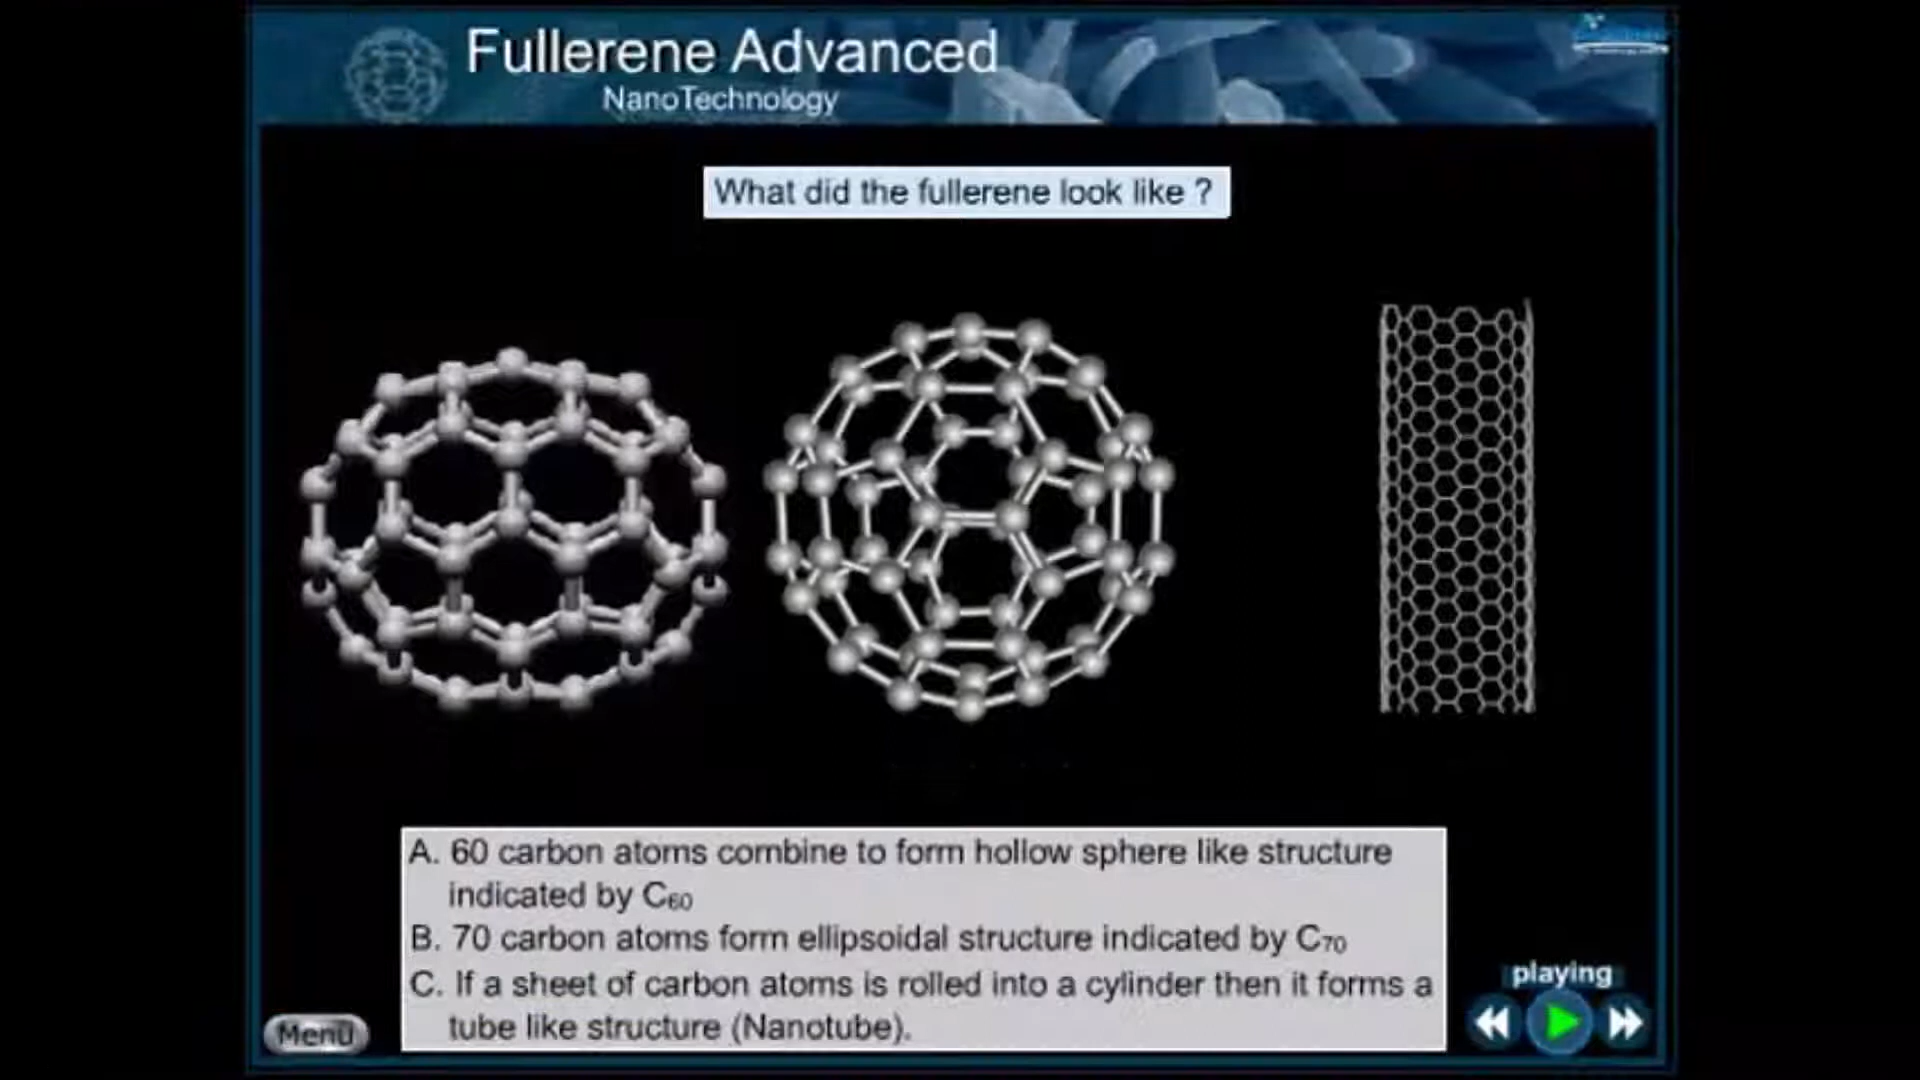 Fullerene Advanced
NanoTechnology
What did the fullerene look like ?
A. 60 carbon atoms combine to form hollow sphere like structure
indicated by C₆₀
B. 70 carbon atoms form ellipsoidal structure indicated by C₇₀
C. If a sheet of carbon atoms is rolled into a cylinder then it forms a
tube like structure (Nanotube).
playing
Menu